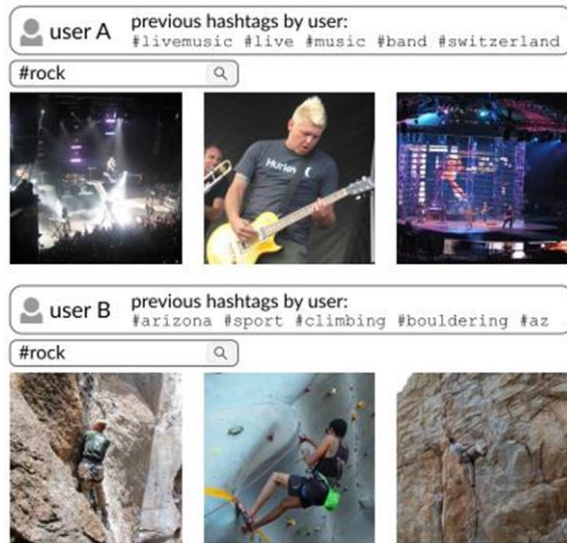 user A
previous hashtags by user:
#livemusic #live #music #band #switzerland
#rock
Hurley
user B
previous hashtags by user:
#arizona #sport #climbing #bouldering #az
#rock